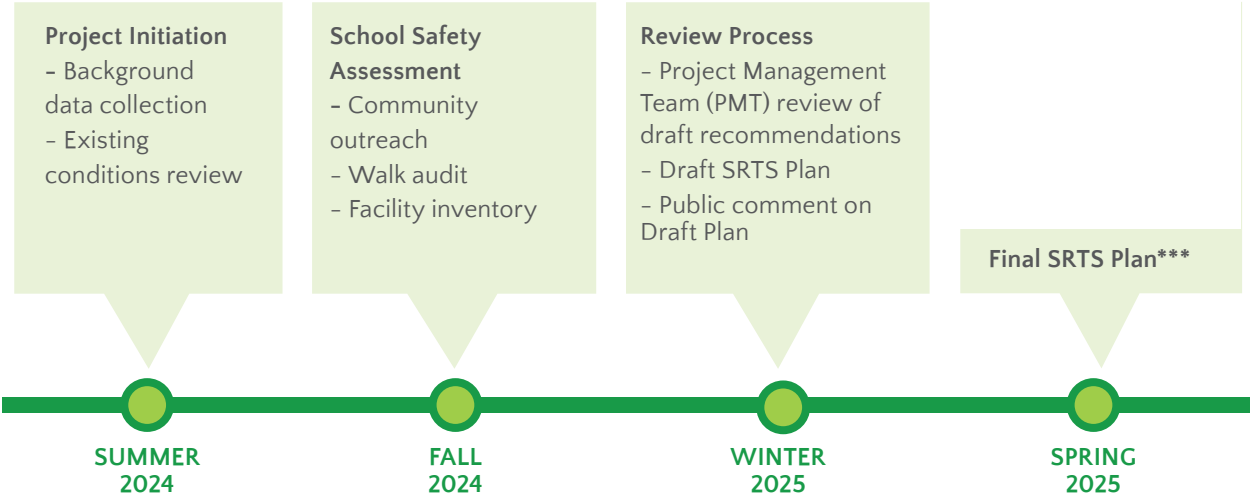 Project Initiation
- Background
data collection
- Existing
conditions review
School Safety
Assessment
- Community
outreach
- Walk audit
- Facility inventory
Review Process
- Project Management
Team (PMT) review of
draft recommendations
- Draft SRTS Plan
- Public comment on
Draft Plan
Final SRTS Plan***
SUMMER
2024
FALL
2024
WINTER
2025
SPRING
2025